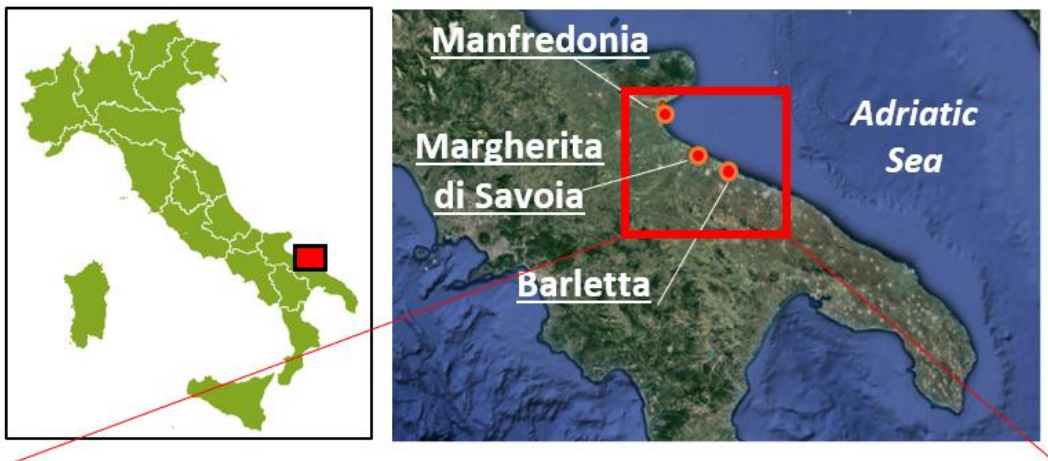 Manfredonia
Adriatic
Sea
Margherita
di Savoia
Barletta